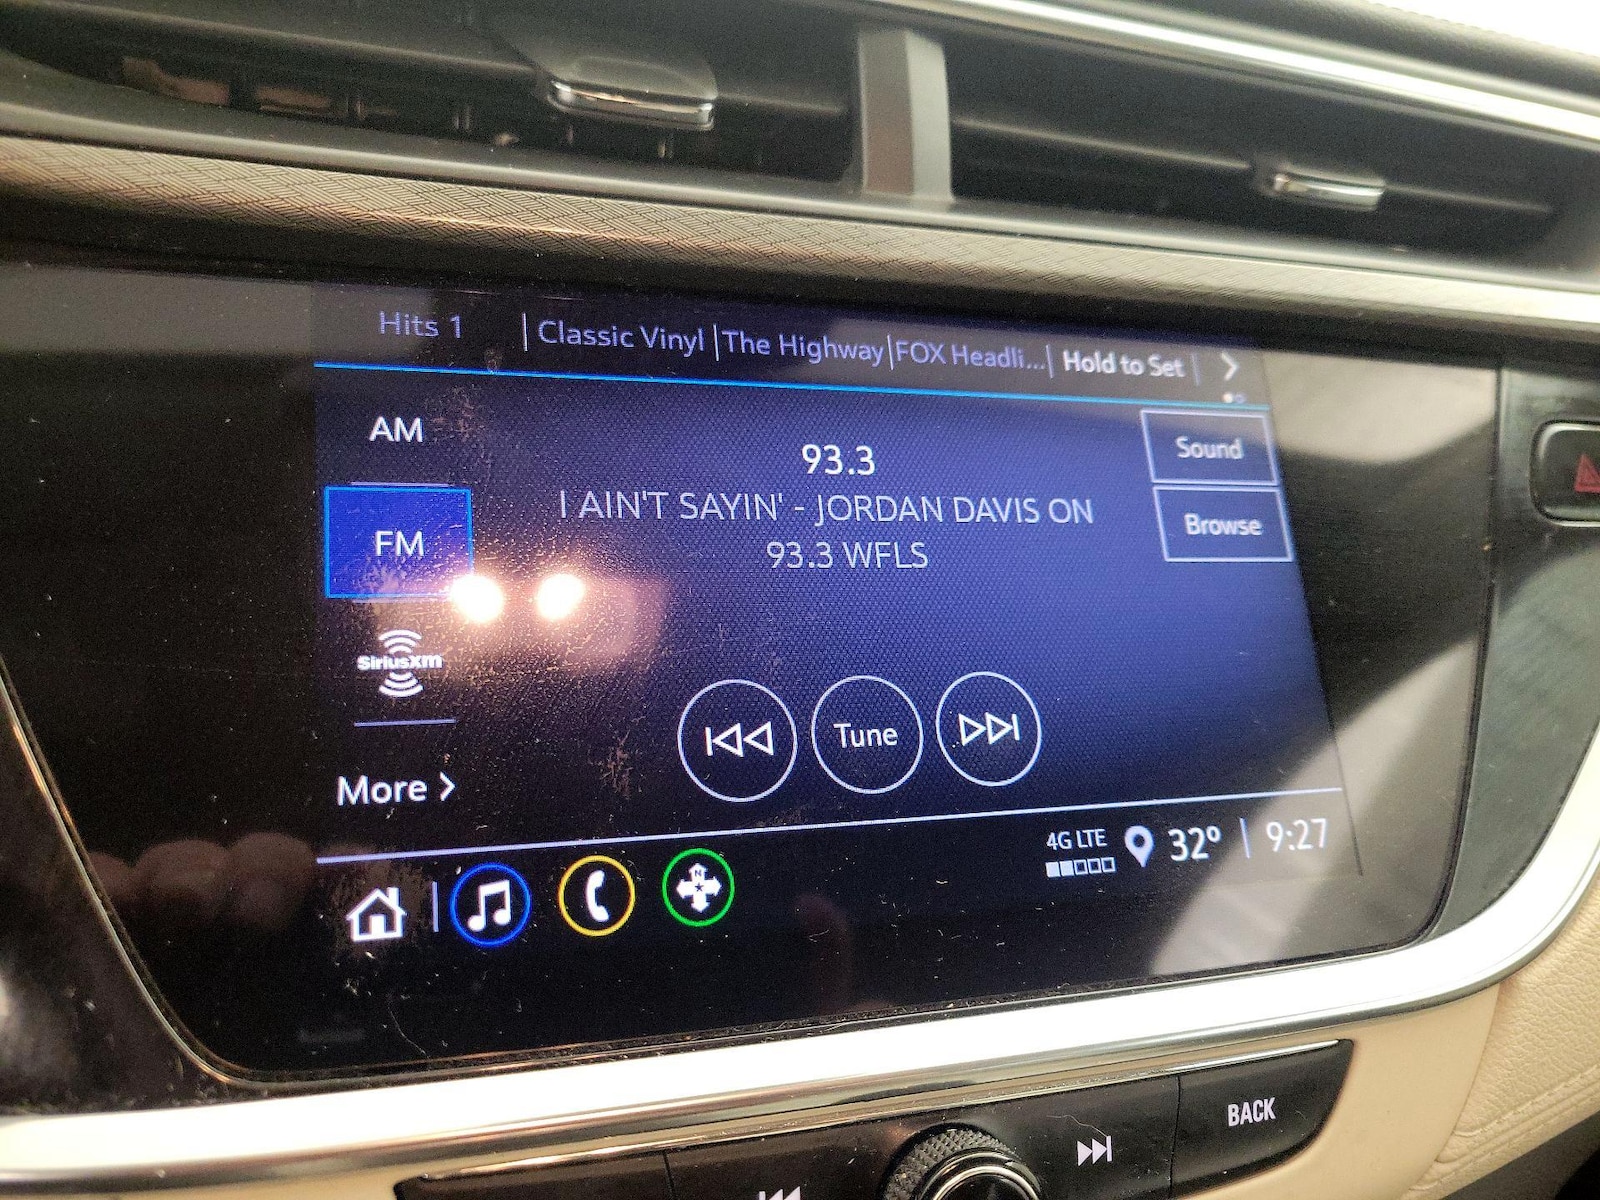 Hits 1 | Classic Vinyl | The Highway | FOX Headli... | Hold to Set |
AM
93.3
Sound
I AIN'T SAYIN' - JORDAN DAVIS ON
Browse
FM
93.3 WFLS
SiriusXM
Tune
More >
4G LTE 32° | 9:27
N
BACK